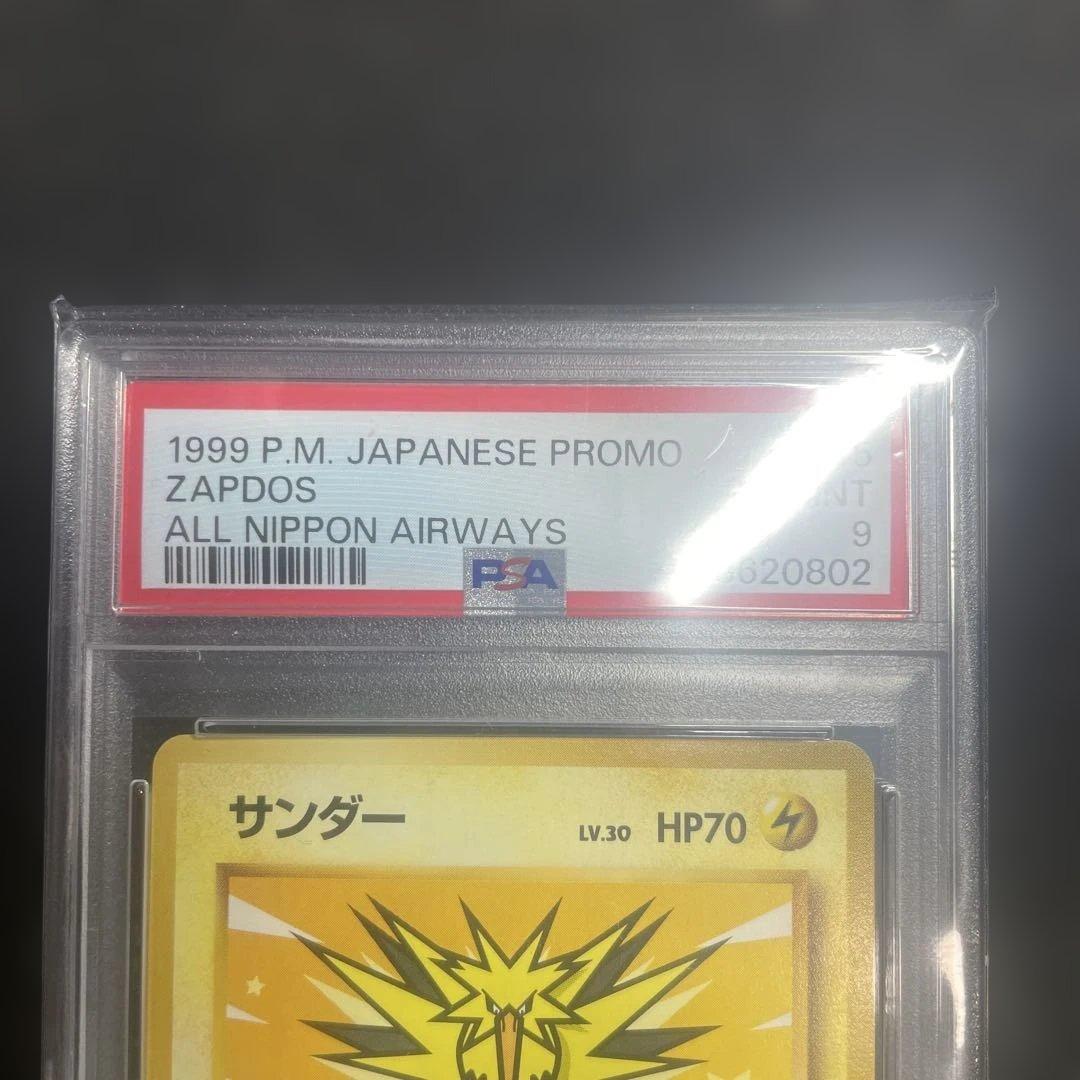 1999 P.M. JAPANESE PROMO
ZAPDOS
ALL NIPPON AIRWAYS 9
PSA
サンダー LV.30 HP70